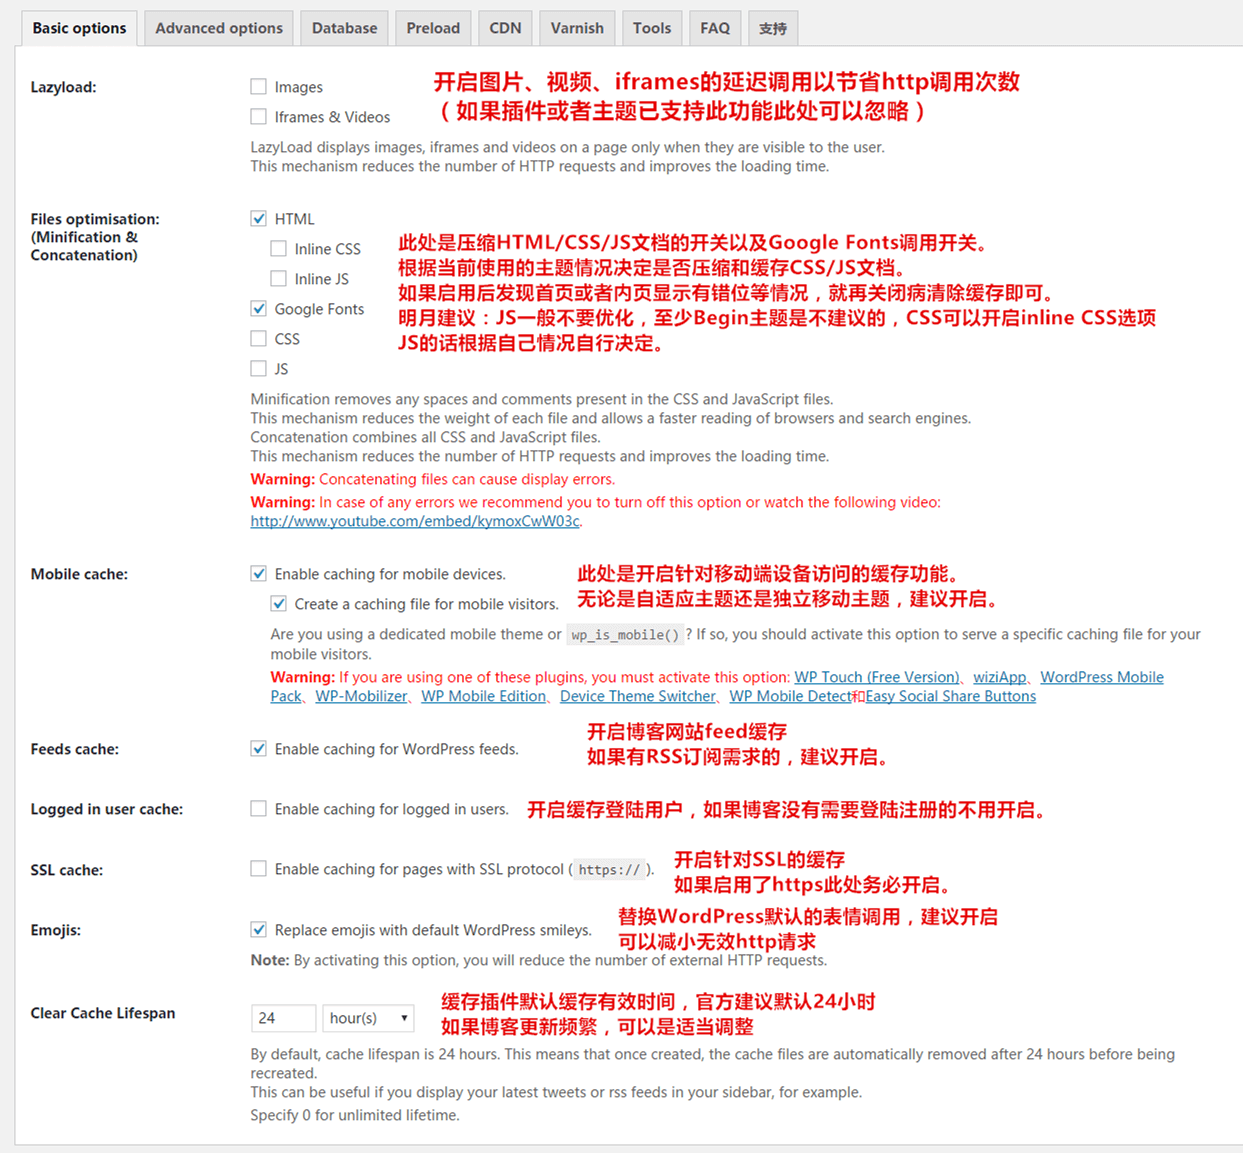 Basic options
Advanced options
Database
Preload
CDN
Varnish
Tools
FAQ
支持
Lazyload:
Images
Iframes & Videos
开启图片、视频、iframes的延迟调用以节省http调用次数
（如果插件或者主题已支持此功能此处可以忽略）
LazyLoad displays images, iframes and videos on a page only when they are visible to the user.
This mechanism reduces the number of HTTP requests and improves the loading time.
Files optimisation:
(Minification &
Concatenation)
HTML
Inline CSS
Inline JS
Google Fonts
CSS
JS
此处是压缩HTML/CSS/JS文档的开关以及Google Fonts调用开关。
根据当前使用的主题情况决定是否压缩和缓存CSS/JS文档。
如果启用后发现首页或者内页显示有错位等情况，就再关闭病清除缓存即可。
明月建议：JS一般不要优化，至少Begin主题是不建议的，CSS可以开启inline CSS选项
JS的话根据自己情况自行决定。
Minification removes any spaces and comments present in the CSS and JavaScript files.
This mechanism reduces the weight of each file and allows a faster reading of browsers and search engines.
Concatenation combines all CSS and JavaScript files.
This mechanism reduces the number of HTTP requests and improves the loading time.
Warning: Concatenating files can cause display errors.
Warning: In case of any errors we recommend you to turn off this option or watch the following video:
http://www.youtube.com/embed/kymoxCwW03c.
Mobile cache:
Enable caching for mobile devices.
Create a caching file for mobile visitors.
此处是开启针对移动端设备访问的缓存功能。
无论是自适应主题还是独立移动主题，建议开启。
Are you using a dedicated mobile theme or wp_is_mobile() ? If so, you should activate this option to serve a specific caching file for your
mobile visitors.
Warning: If you are using one of these plugins, you must activate this option: WP Touch (Free Version)、wiziApp、WordPress Mobile
Pack、WP-Mobilizer、WP Mobile Edition、Device Theme Switcher、WP Mobile Detect和Easy Social Share Buttons
Feeds cache:
Enable caching for WordPress feeds.
开启博客网站feed缓存
如果有RSS订阅需求的，建议开启。
Logged in user cache:
Enable caching for logged in users.
开启缓存登陆用户，如果博客没有需要登陆注册的不用开启。
SSL cache:
Enable caching for pages with SSL protocol ( https:// ).
开启针对SSL的缓存
如果启用了https此处务必开启。
Emojis:
Replace emojis with default WordPress smileys.
替换WordPress默认的表情调用，建议开启
可以减小无效http请求
Note: By activating this option, you will reduce the number of external HTTP requests.
Clear Cache Lifespan
24
hour(s)
缓存插件默认缓存有效时间，官方建议默认24小时
如果博客更新频繁，可以是适当调整
By default, cache lifespan is 24 hours. This means that once created, the cache files are automatically removed after 24 hours before being
recreated.
This can be useful if you display your latest tweets or rss feeds in your sidebar, for example.
Specify 0 for unlimited lifetime.